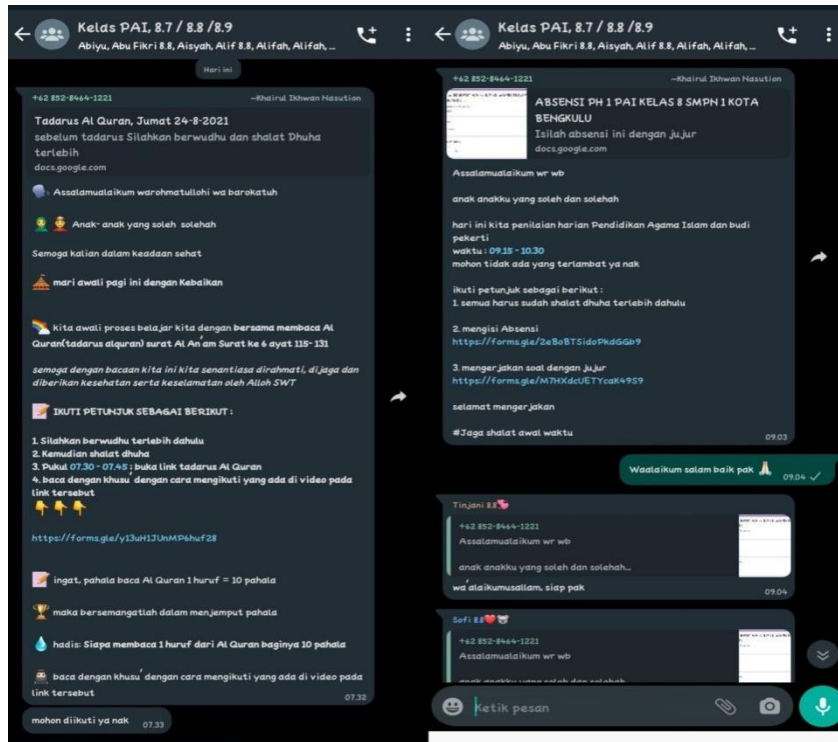 Kelas PAI, 8.7 / 8.8 /8.9
Abiyu, Abu Fikri 8.8, Aisyah, Alif 8.8, Alifah, Alifah, ...
Hari ini
+62 852-8464-1221
~Khairul Ikhwan Nasution
Tadarus Al Quran, Jumat 24-8-2021
sebelum tadarus Silahkan berwudhu dan shalat Dhuha
terlebih
docs.google.com
Assalamualaikum warohmatullohi wa barokatuh
Anak- anak yang soleh solehah
Semoga kalian dalam keadaan sehat
mari awali pagi ini dengan Kebaikan
kita awali proses belajar kita dengan bersama membaca Al
Quran(tadarus alquran) surat Al An'am Surat ke 6 ayat 115- 131
semoga dengan bacaan kita ini kita senantiasa dirahmati, dijaga dan
diberikan kesehatan serta keselamatan oleh Alloh SWT
IKUTI PETUNJUK SEBAGAI BERIKUT :
1. Silahkan berwudhu terlebih dahulu
2. Kemudian shalat dhuha
3. Pukul 07.30 - 07.45 : buka link tadarus Al Quran
4. baca dengan khusu' dengan cara mengikuti yang ada di video pada
link tersebut
https://forms.gle/y13uH1JUnMP6huf28
ingat, pahala baca Al Quran 1 huruf = 10 pahala
maka bersemangatlah dalam menjemput pahala
hadis: Siapa membaca 1 huruf dari Al Quran baginya 10 pahala
baca dengan khusu' dengan cara mengikuti yang ada di video pada
link tersebut
07.32
mohon diikuti ya nak
07.33
Kelas PAI, 8.7 / 8.8 /8.9
Abiyu, Abu Fikri 8.8, Aisyah, Alif 8.8, Alifah, Alifah, ...
+62 852-8464-1221
~Khairul Ikhwan Nasution
ABSENSI PH 1 PAI KELAS 8 SMPN 1 KOTA
BENGKULU
Isilah absensi ini dengan jujur
docs.google.com
Assalamualaikum wr wb
anak anakku yang soleh dan solehah
hari ini kita penilaian harian Pendidikan Agama Islam dan budi
pekerti
waktu : 09.15 - 10.30
mohon tidak ada yang terlambat ya nak
ikuti petunjuk sebagai berikut :
1. semua harus sudah shalat dhuha terlebih dahulu
2. mengisi Absensi
https://forms.gle/2e8oBTSidoPkdGGb9
3. mengerjakan soal dengan jujur
https://forms.gle/M7HXdcUETYcaK49S9
selamat mengerjakan
#Jaga shalat awal waktu
09.03
Waalaikum salam baik pak
09.04
Tinjani 8.8
+62 852-8464-1221
Assalamualaikum wr wb
anak anakku yang soleh dan solehah...
wa'alaikumusallam, siap pak
09.04
Sofi 8.8
+62 852-8464-1221
Assalamualaikum wr wb
anak anakku yang soleh dan solehah
Ketik pesan